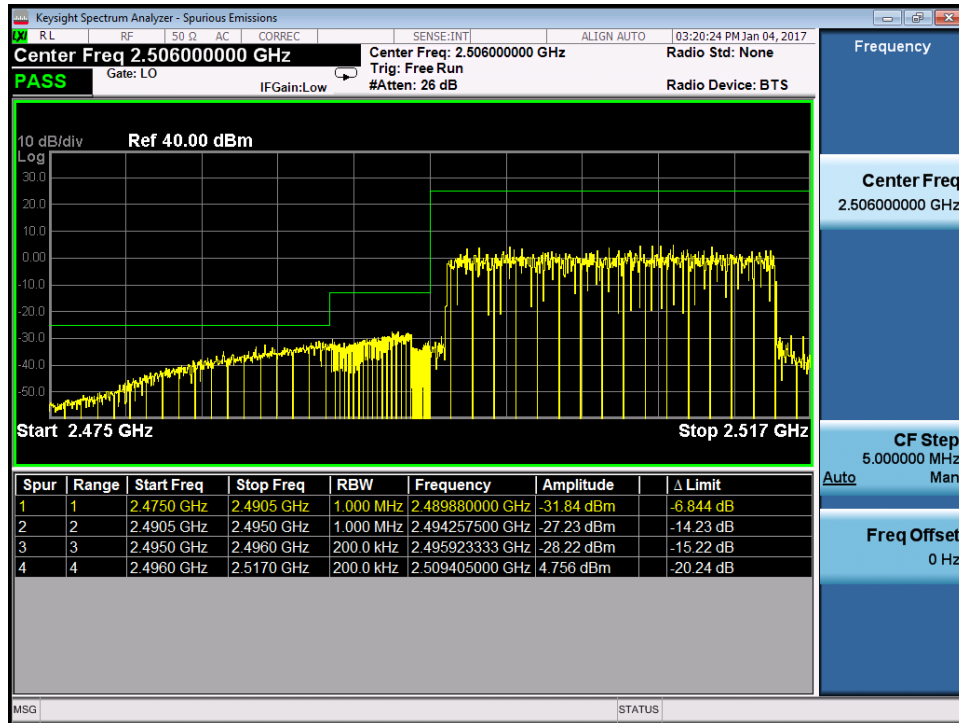 Keysight Spectrum Analyzer - Spurious Emissions
LXI RL RF 50 Ω AC CORREC SENSE:INT ALIGN AUTO 03:20:24 PM Jan 04, 2017
Center Freq 2.506000000 GHz
Center Freq: 2.506000000 GHz
Radio Std: None
Gate: LO
Trig: Free Run
PASS
IFGain:Low
#Atten: 26 dB
Radio Device: BTS
10 dB/div
Ref 40.00 dBm
Log
30.0
20.0
10.0
0.00
-10.0
-20.0
-30.0
-40.0
-50.0
Start 2.475 GHz
Stop 2.517 GHz
Spur Range Start Freq Stop Freq RBW Frequency Amplitude Δ Limit
1 1 2.4750 GHz 2.4905 GHz 1.000 MHz 2.489880000 GHz -31.84 dBm -6.844 dB
2 2 2.4905 GHz 2.4950 GHz 1.000 MHz 2.494257500 GHz -27.23 dBm -14.23 dB
3 3 2.4950 GHz 2.4960 GHz 200.0 kHz 2.495923333 GHz -28.22 dBm -15.22 dB
4 4 2.4960 GHz 2.5170 GHz 200.0 kHz 2.509405000 GHz 4.756 dBm -20.24 dB
MSG
STATUS
Frequency
Center Freq
2.506000000 GHz
CF Step
5.000000 MHz
Auto Man
Freq Offset
0 Hz